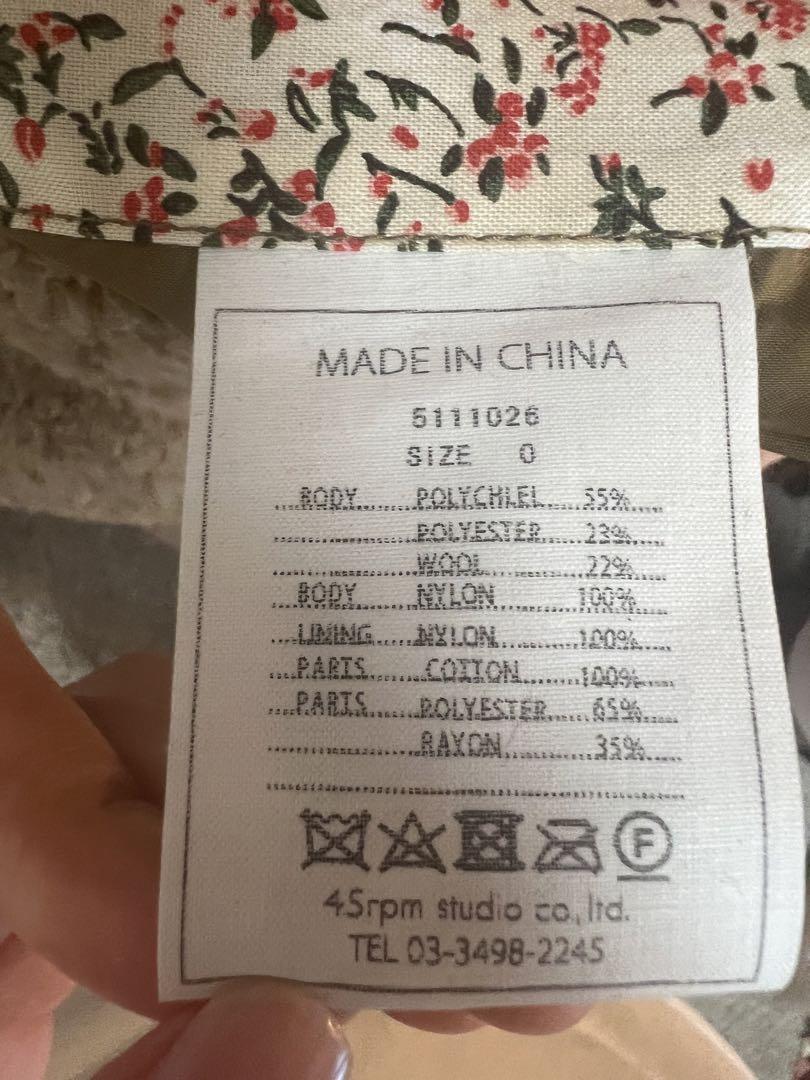 MADE IN CHINA
5111026
SIZE 0
BODY POLYCHLEL 55%
POLYESTER 23%
WOOL 22%
BODY NYLON 100%
LINING NYLON 100%
PARTS COTTON 100%
PARTS POLYESTER 65%
RAYON 35%
F
45rpm studio co., ltd.
TEL 03-3498-2245